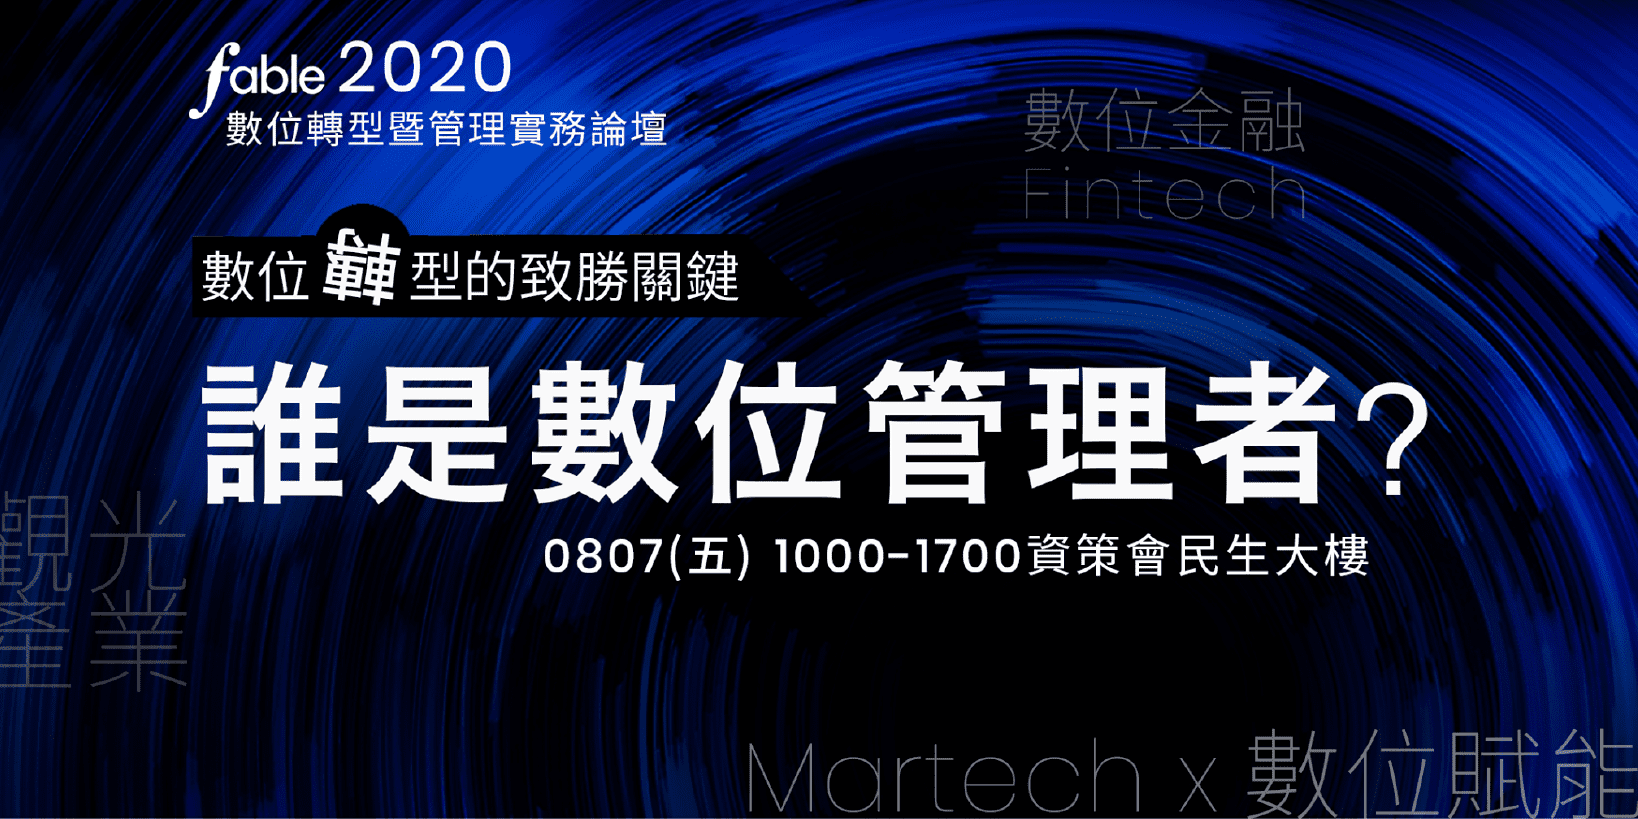 fable 2020
數位轉型暨管理實務論壇
數位金融
Fintech
數位轉型的致勝關鍵
誰是數位管理者?
0807(五) 1000-1700資策會民生大樓
觀光
產業
Martech x 數位賦能